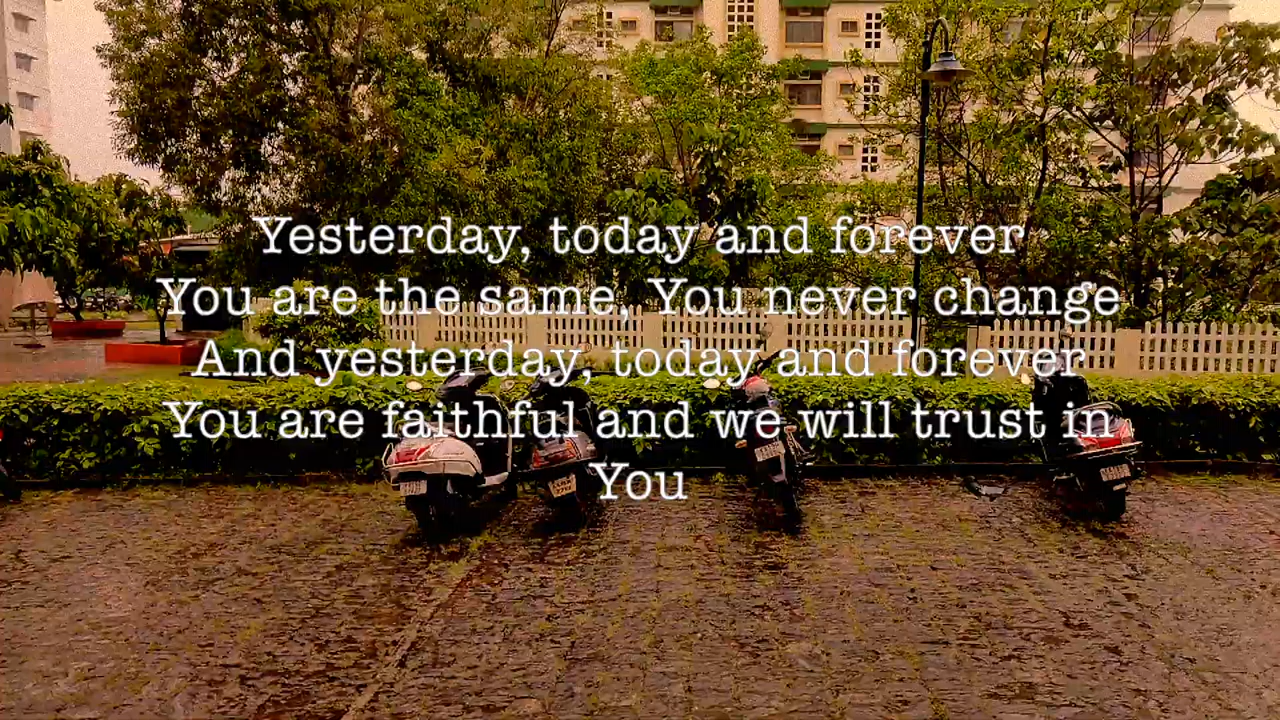 Yesterday, today and forever
You are the same, You never change
And yesterday, today and forever
You are faithful and we will trust in
You